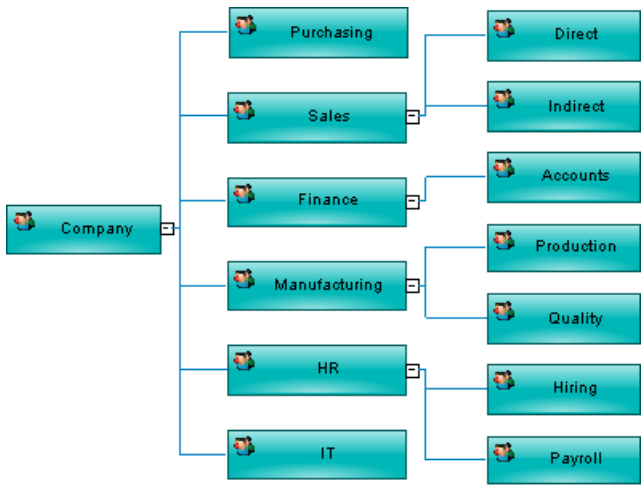 Company
Purchasing
Sales
Direct
Indirect
Finance
Accounts
Manufacturing
Production
Quality
HR
Hiring
Payroll
IT